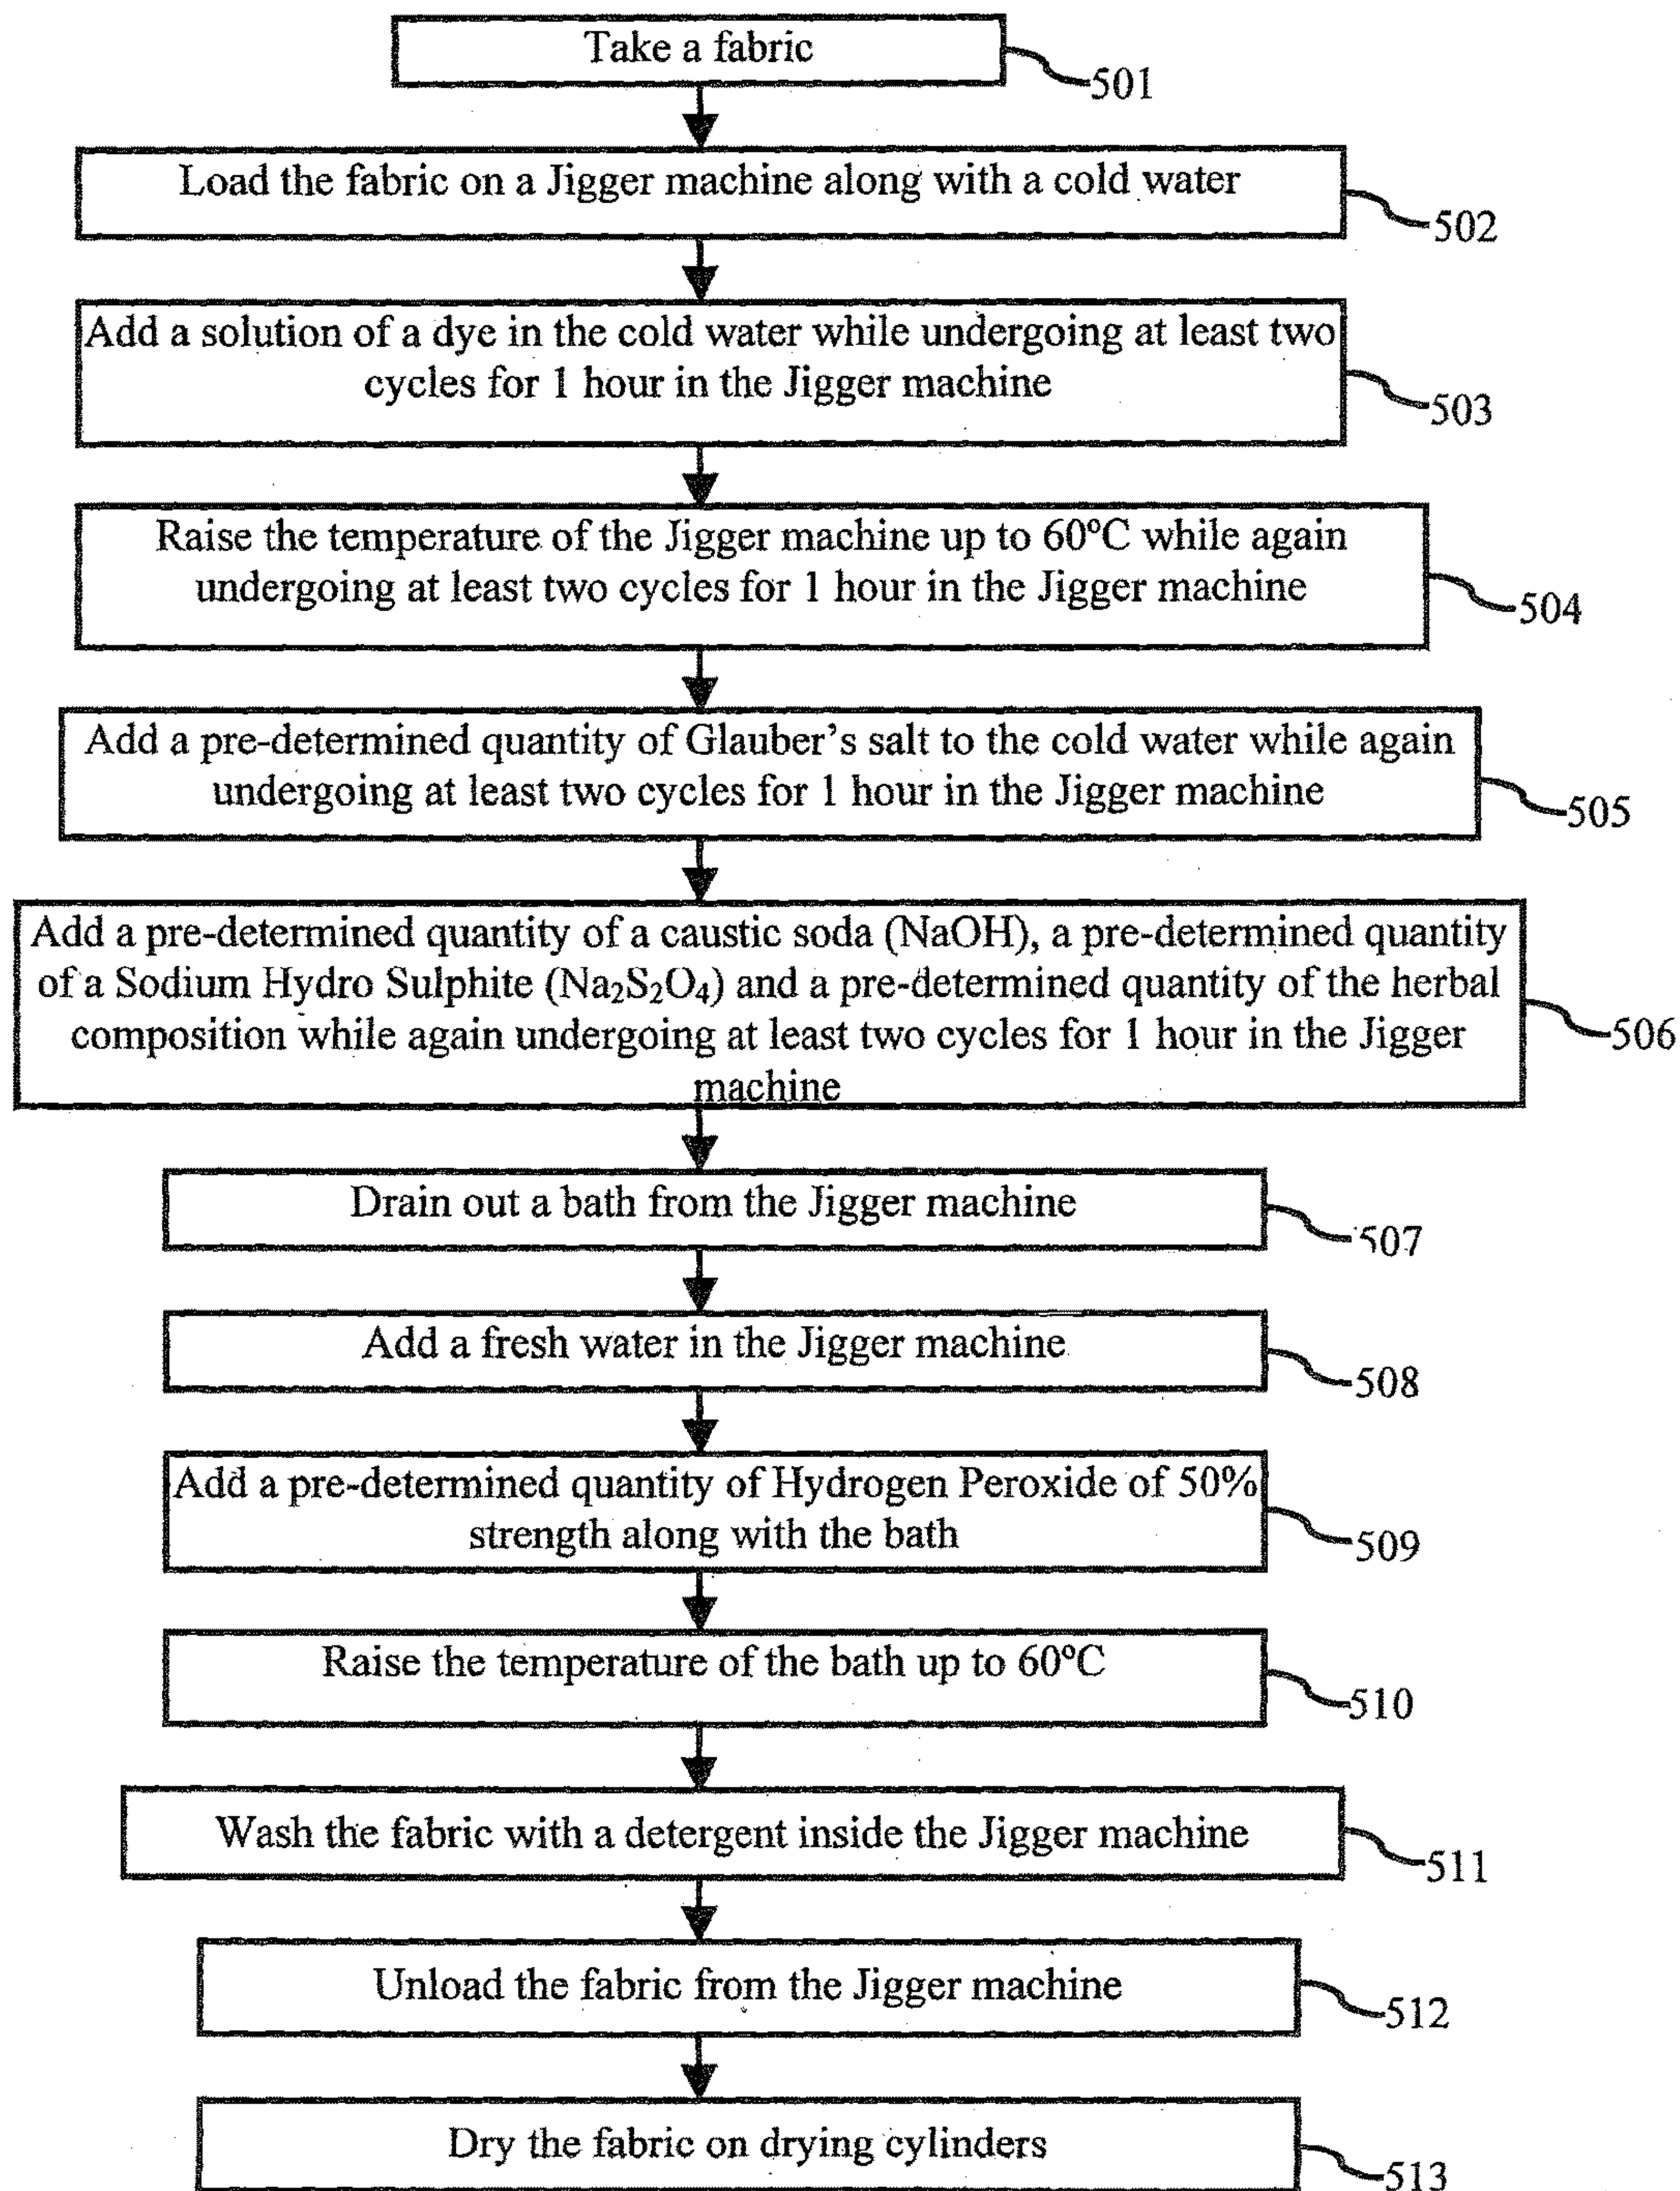 Take a fabric
501
Load the fabric on a Jigger machine along with a cold water
502
Add a solution of a dye in the cold water while undergoing at least two
cycles for 1 hour in the Jigger machine
503
Raise the temperature of the Jigger machine up to 60ºC while again
undergoing at least two cycles for 1 hour in the Jigger machine
504
Add a pre-determined quantity of Glauber’s salt to the cold water while again
undergoing at least two cycles for 1 hour in the Jigger machine
505
Add a pre-determined quantity of a caustic soda (NaOH), a pre-determined quantity
of a Sodium Hydro Sulphite (Na₂S₂O₄) and a pre-determined quantity of the herbal
composition while again undergoing at least two cycles for 1 hour in the Jigger
machine
506
Drain out a bath from the Jigger machine
507
Add a fresh water in the Jigger machine
508
Add a pre-determined quantity of Hydrogen Peroxide of 50%
strength along with the bath
509
Raise the temperature of the bath up to 60ºC
510
Wash the fabric with a detergent inside the Jigger machine
511
Unload the fabric from the Jigger machine
512
Dry the fabric on drying cylinders
513